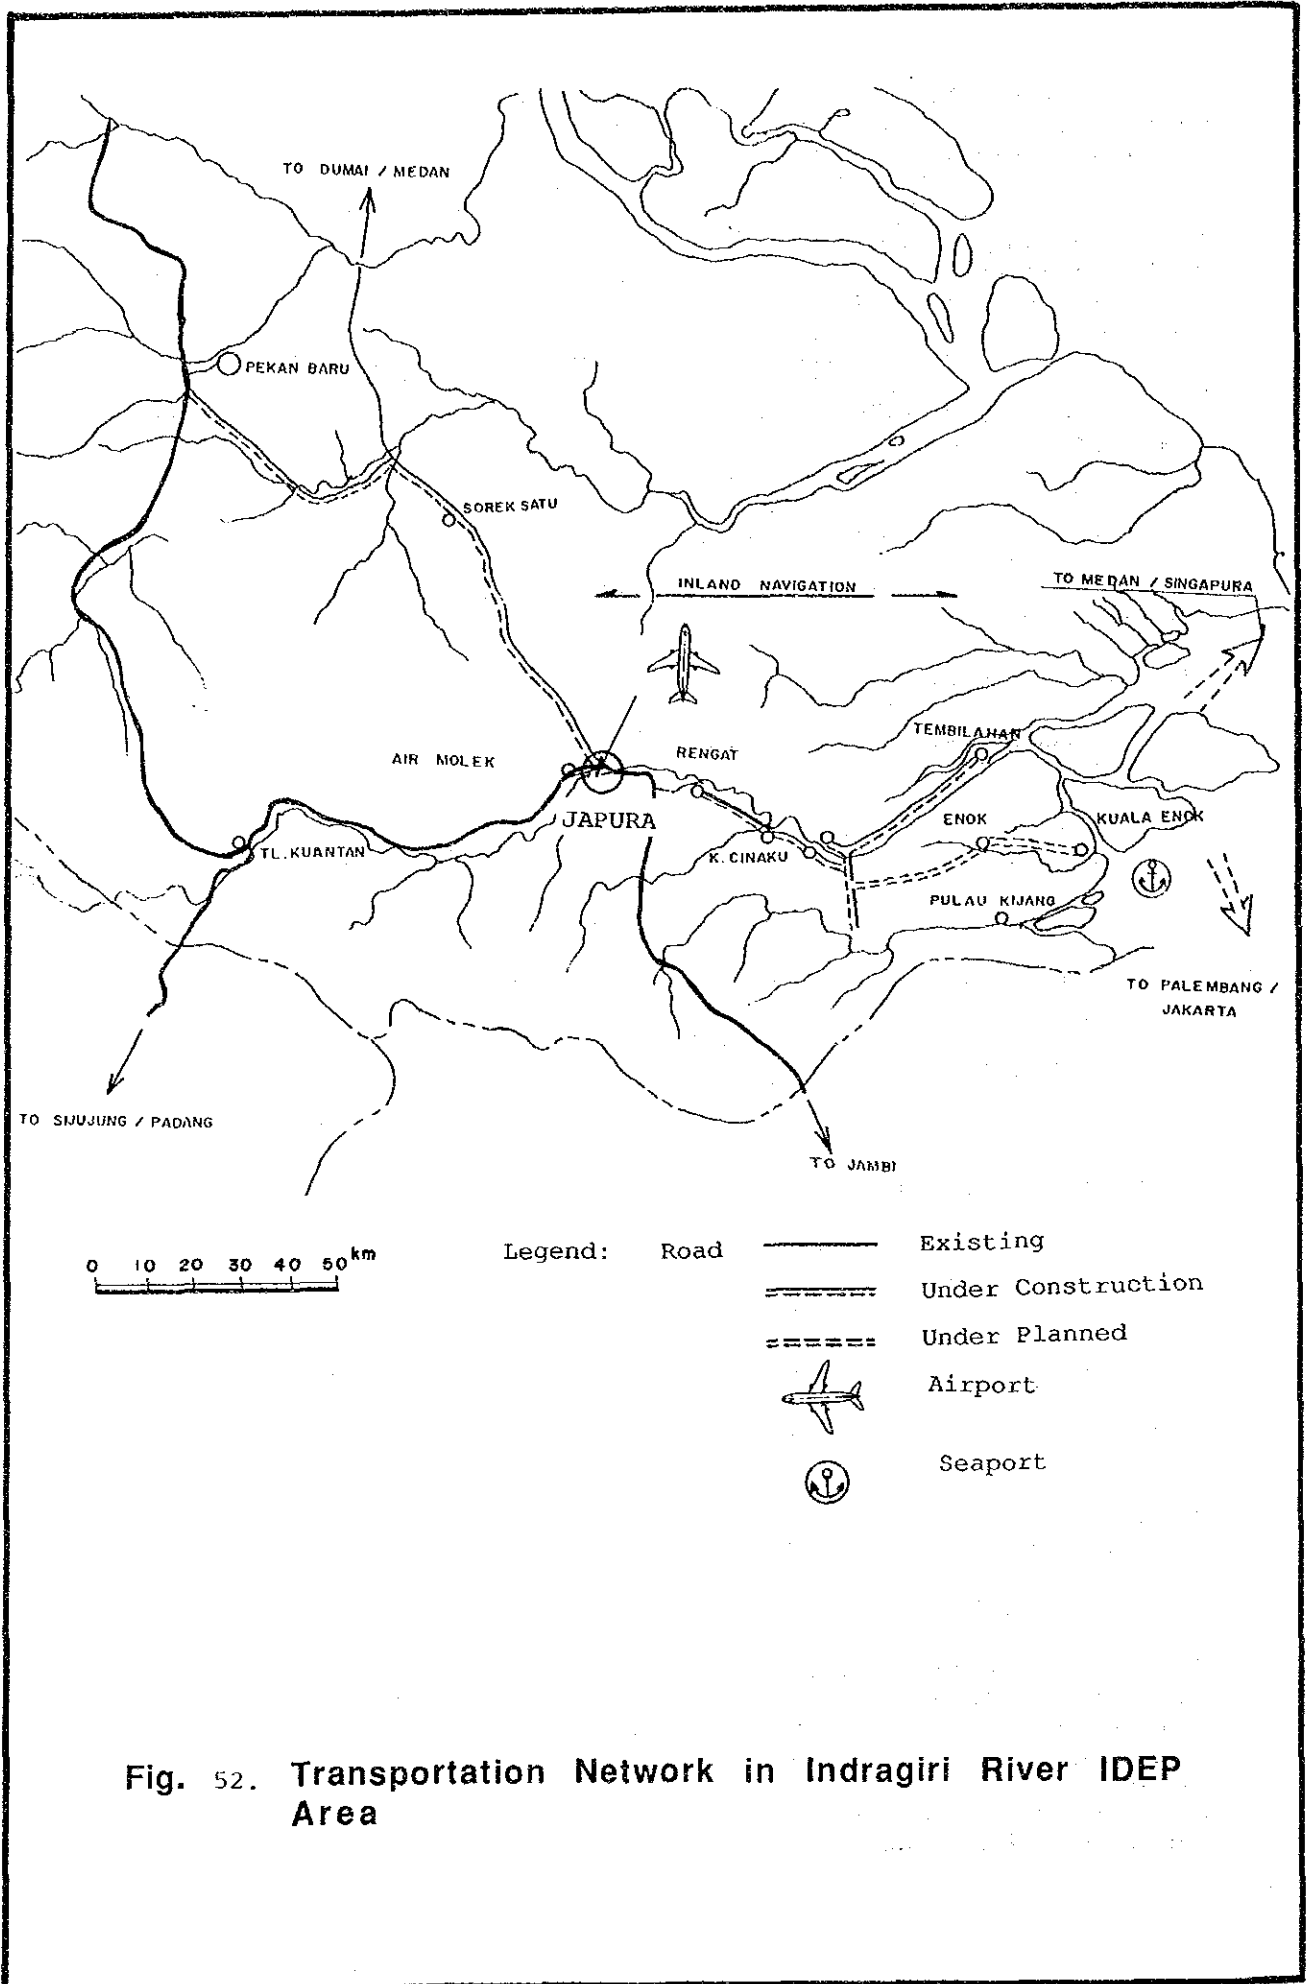 TO DUMAI / MEDAN
PEKAN BARU
SOREK SATU
INLAND NAVIGATION
TO MEDAN / SINGAPURA
TEMBILAHAN
AIR MOLEK
RENGAT
JAPURA
ENOK
KUALA ENOK
TL. KUANTAN
K. CINAKU
PULAU KIJANG
TO PALEMBANG /
JAKARTA
TO SIJUJUNG / PADANG
TO JAMBI
0 10 20 30 40 50 km
Legend: Road Existing
Under Construction
Under Planned
Airport
Seaport
Fig. 52. Transportation Network in Indragiri River IDEP
Area